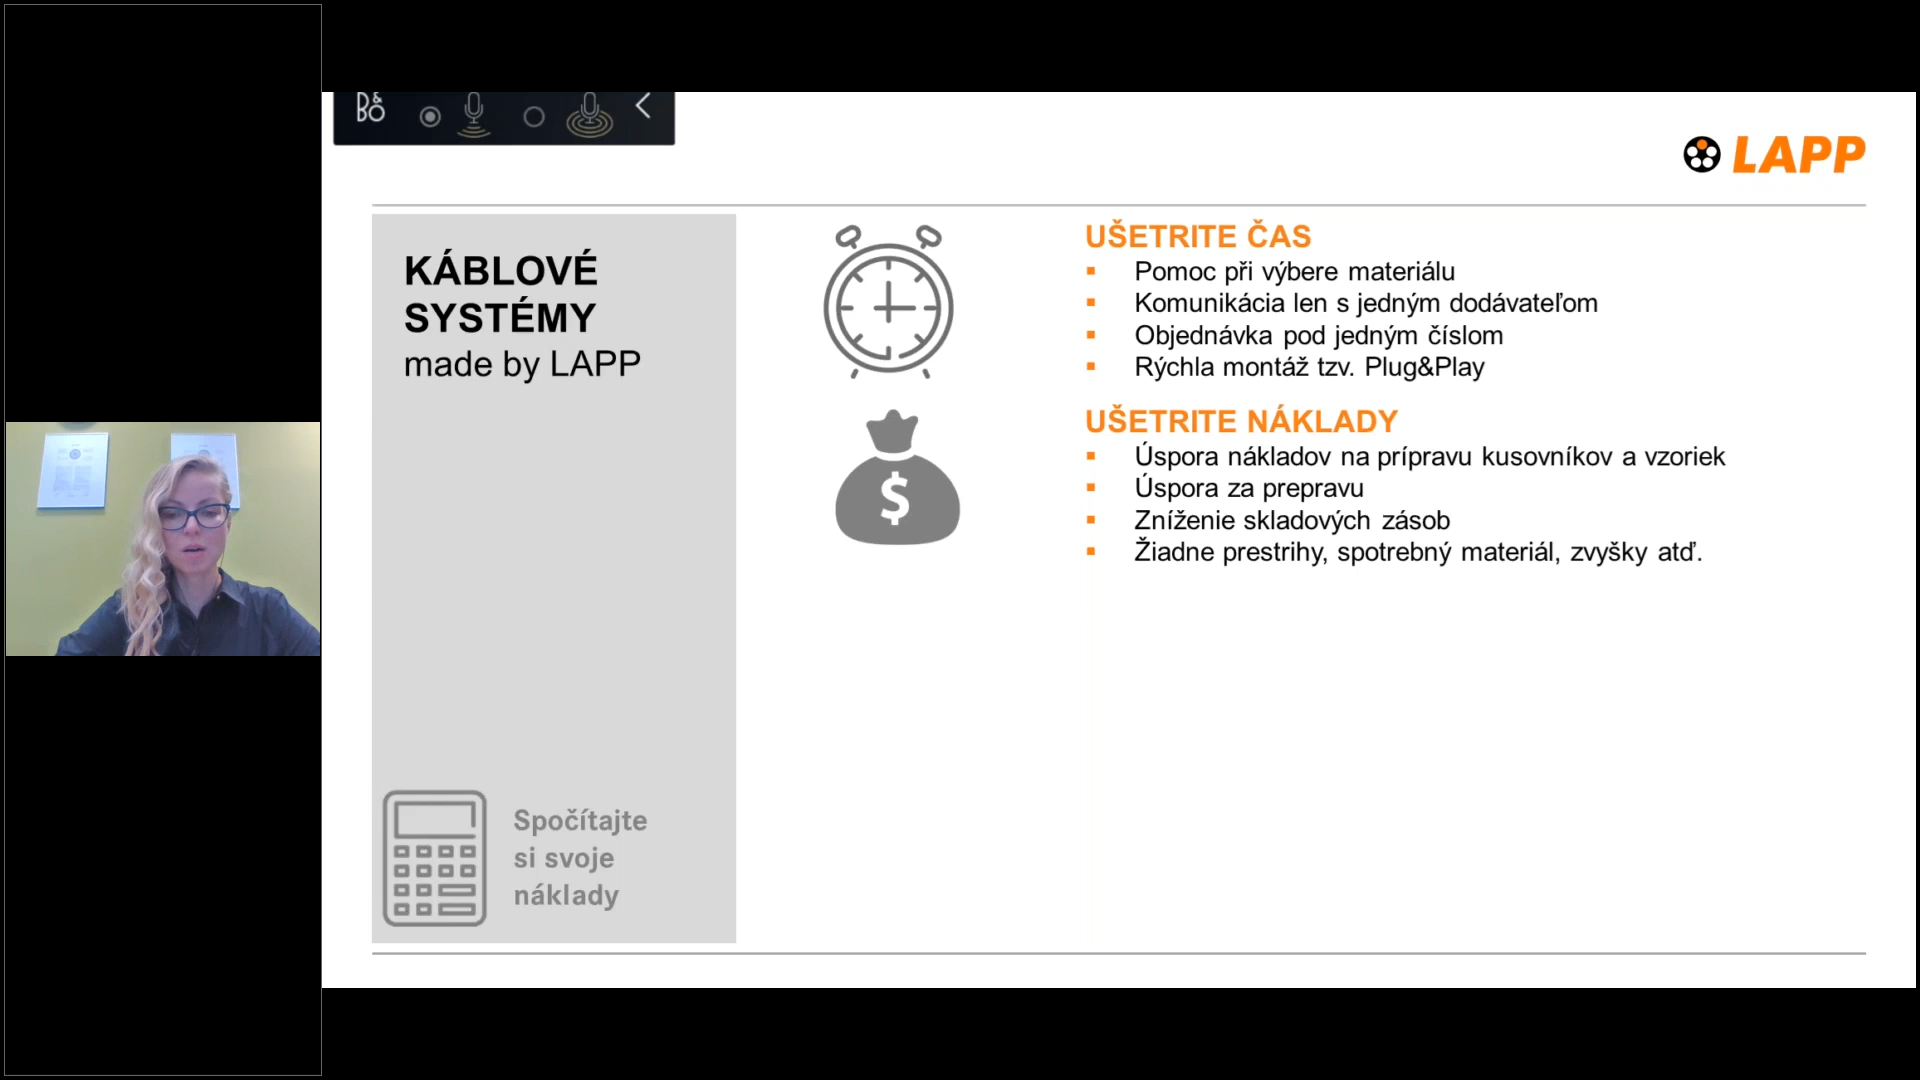 B&O
LAPP
KÁBLOVÉ
SYSTÉMY
made by LAPP
UŠETRITE ČAS
Pomoc při výbere materiálu
Komunikácia len s jedným dodávateľom
Objednávka pod jedným číslom
Rýchla montáž tzv. Plug&Play
$
UŠETRITE NÁKLADY
Úspora nákladov na prípravu kusovníkov a vzoriek
Úspora za prepravu
Zníženie skladových zásob
Žiadne prestrihy, spotrebný materiál, zvyšky atď.
Spočítajte
si svoje
náklady